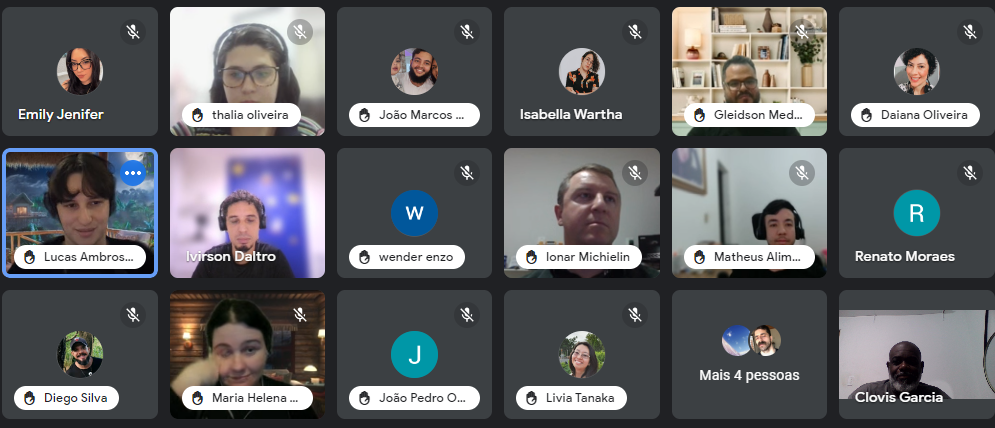 Emily Jenifer
thalia oliveira
João Marcos ...
Isabella Wartha
Gleidson Med...
Daiana Oliveira
Lucas Ambros...
Ivirson Daltro
W
wender enzo
Ionar Michielin
Matheus Alim...
R
Renato Moraes
Diego Silva
Maria Helena ...
J
João Pedro O...
Livia Tanaka
Mais 4 pessoas
Clovis Garcia